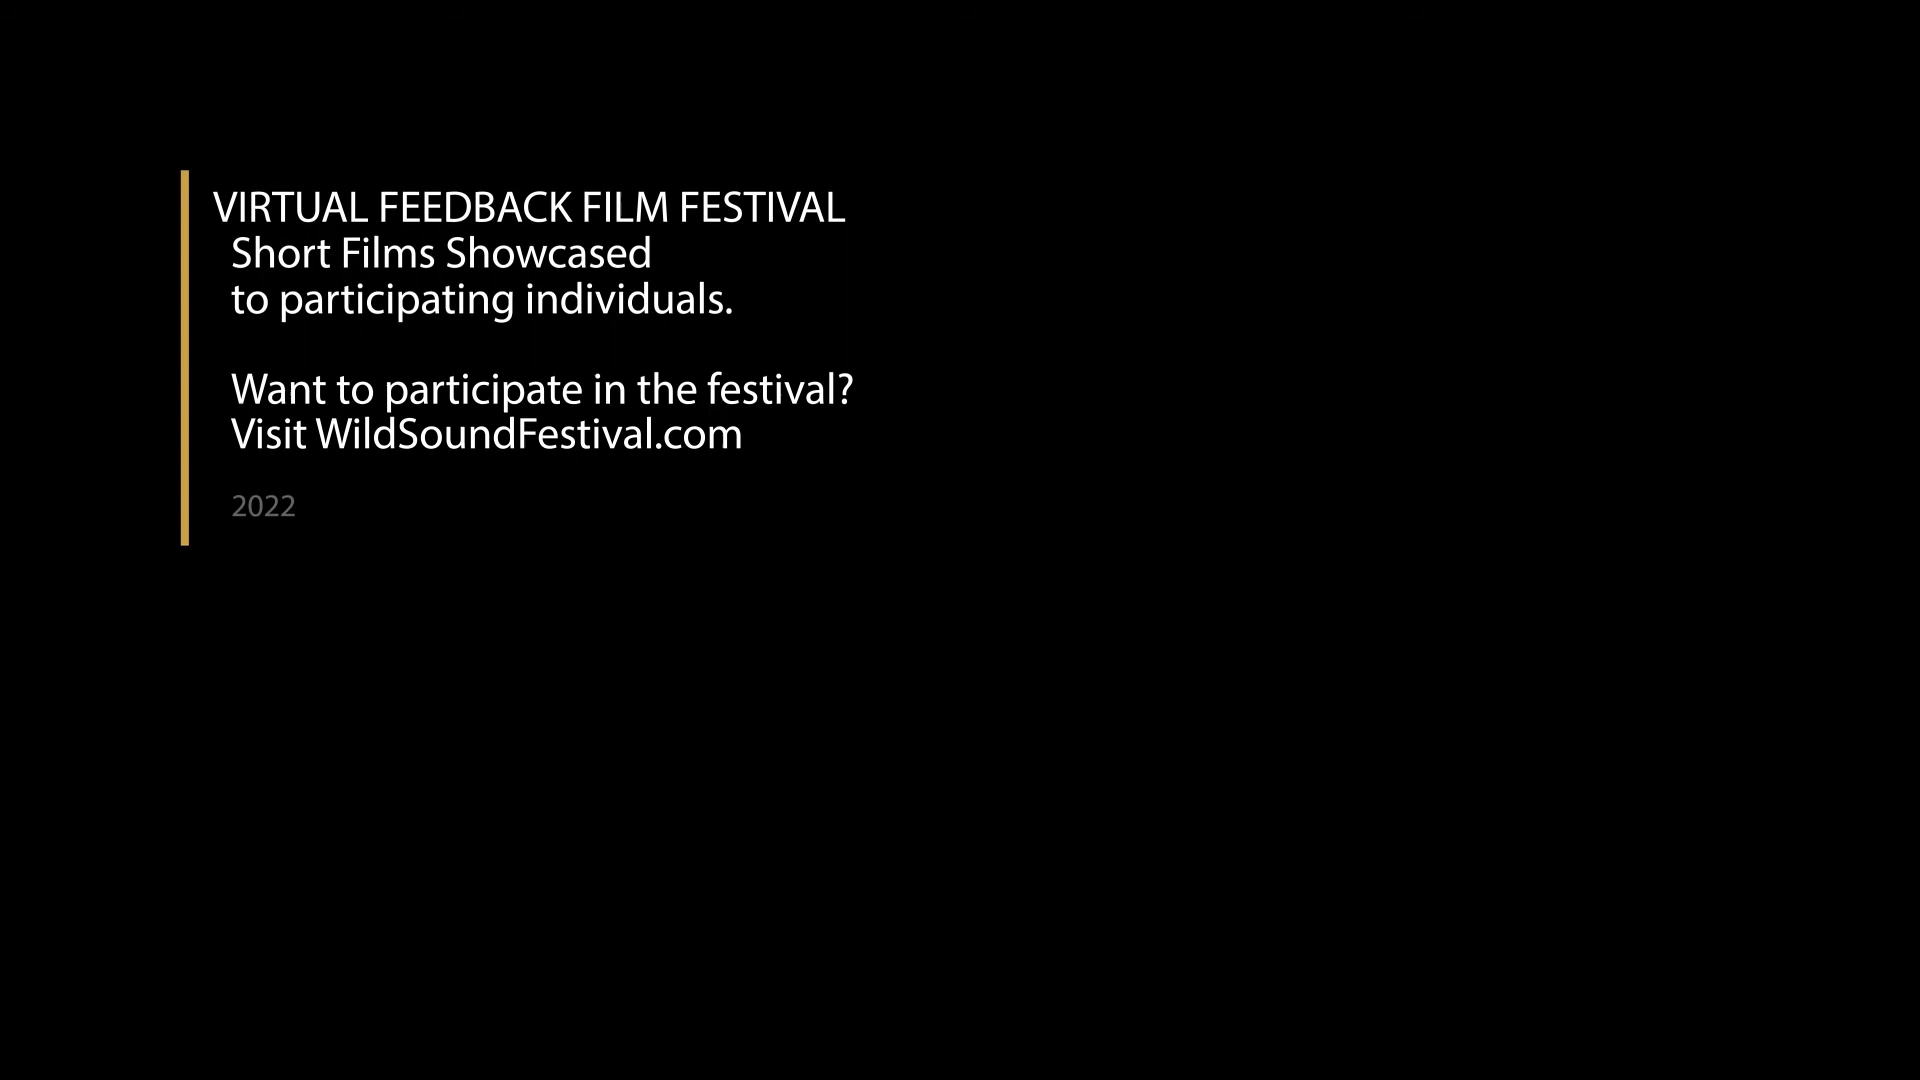 VIRTUAL FEEDBACK FILM FESTIVAL
Short Films Showcased
to participating individuals.
Want to participate in the festival?
Visit WildSoundFestival.com
2022